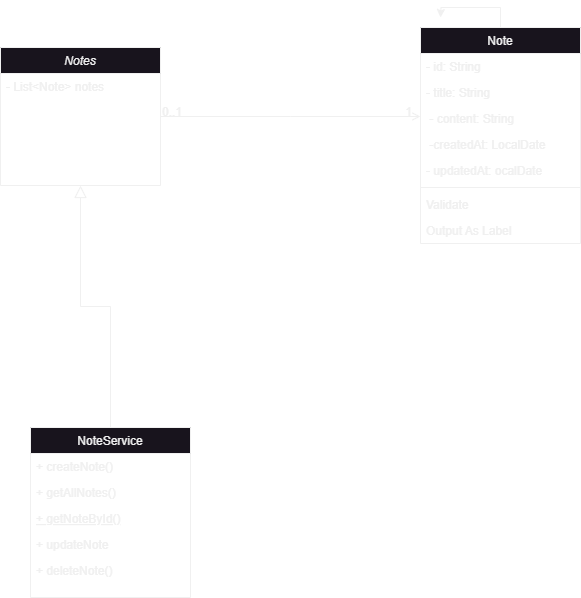 Notes
- List<Note> notes
0..1
1
Note
- id: String
- title: String
- content: String
-createdAt: LocalDate
- updatedAt: ocalDate
Validate
Output As Label
NoteService
+ createNote()
+ getAllNotes()
+ getNoteById()
+ updateNote
+ deleteNote()